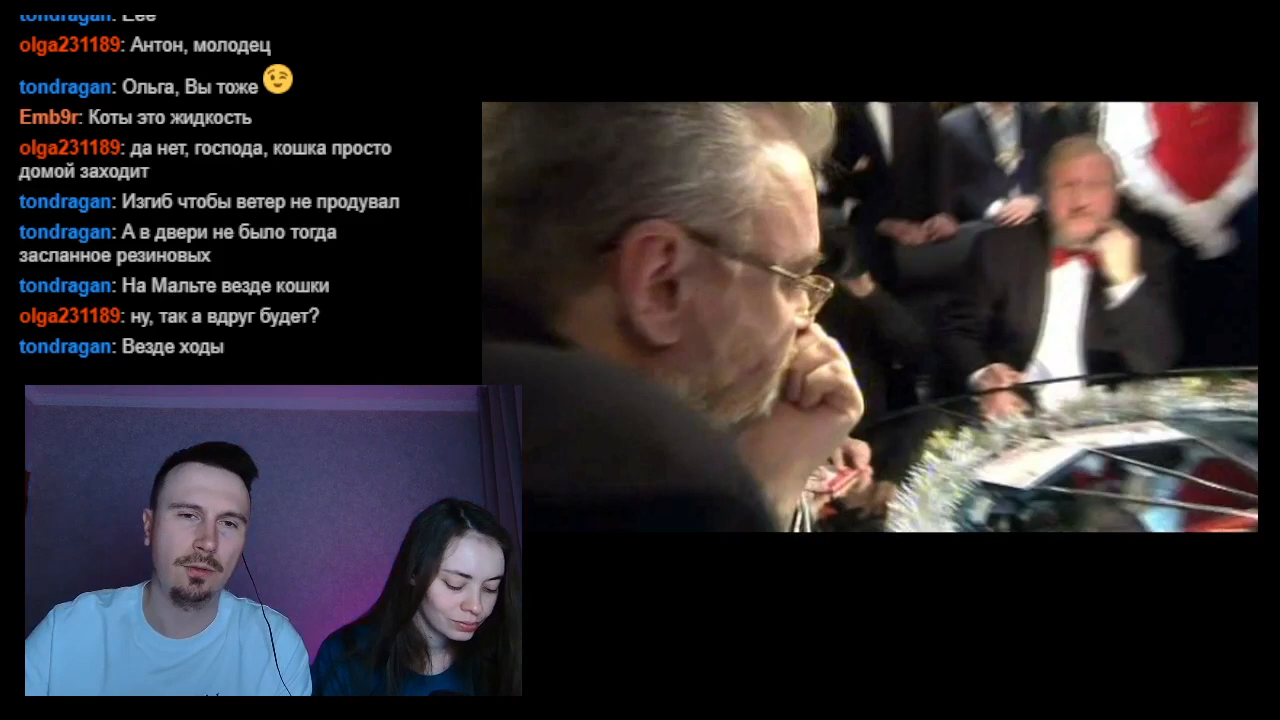 tondragan: Eee
olga231189: Антон, молодец
tondragan: Ольга, Вы тоже 😉
Emb9r: Коты это жидкость
olga231189: да нет, господа, кошка просто
домой заходит
tondragan: Изгиб чтобы ветер не продувал
tondragan: А в двери не было тогда
засланное резиновых
tondragan: На Мальте везде кошки
olga231189: ну, так а вдруг будет?
tondragan: Везде ходы